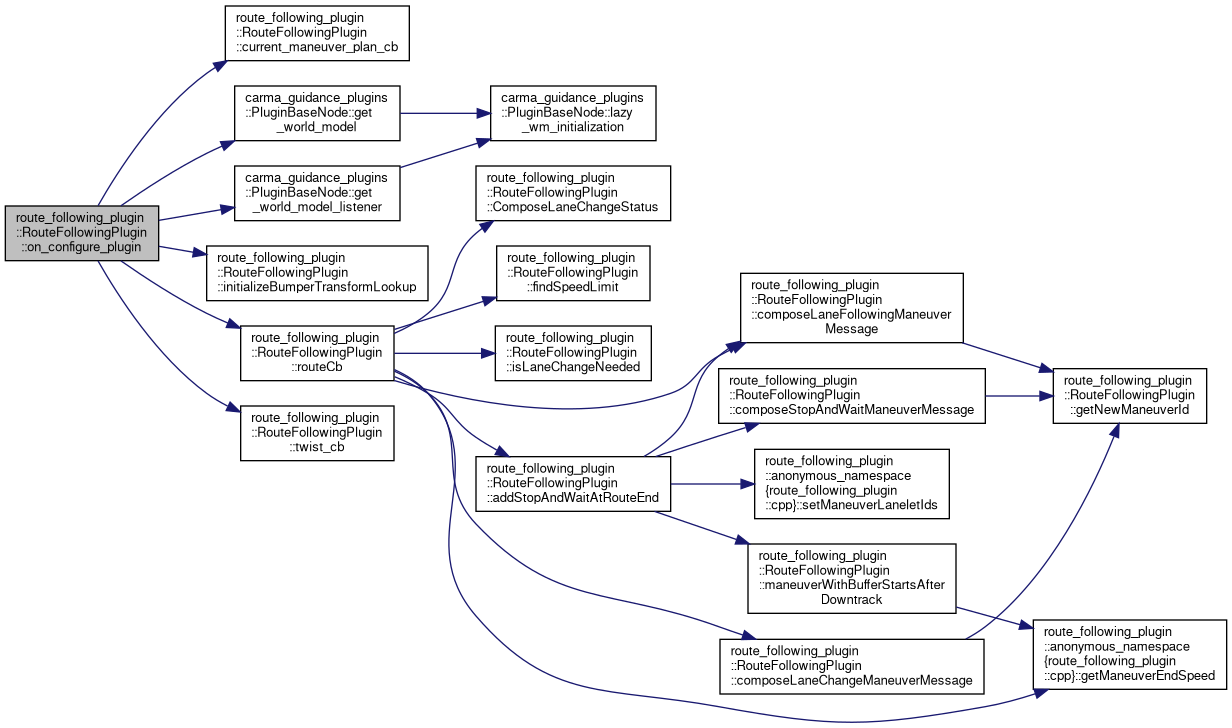 route_following_plugin
::RouteFollowingPlugin
::on_configure_plugin
route_following_plugin
::RouteFollowingPlugin
::current_maneuver_plan_cb
carma_guidance_plugins
::PluginBaseNode::get
_world_model
carma_guidance_plugins
::PluginBaseNode::get
_world_model_listener
route_following_plugin
::RouteFollowingPlugin
::initializeBumperTransformLookup
route_following_plugin
::RouteFollowingPlugin
::routeCb
route_following_plugin
::RouteFollowingPlugin
::twist_cb
carma_guidance_plugins
::PluginBaseNode::lazy
_wm_initialization
route_following_plugin
::RouteFollowingPlugin
::ComposeLaneChangeStatus
route_following_plugin
::RouteFollowingPlugin
::findSpeedLimit
route_following_plugin
::RouteFollowingPlugin
::isLaneChangeNeeded
route_following_plugin
::RouteFollowingPlugin
::addStopAndWaitAtRouteEnd
route_following_plugin
::RouteFollowingPlugin
::composeLaneFollowingManeuver
Message
route_following_plugin
::RouteFollowingPlugin
::composeStopAndWaitManeuverMessage
route_following_plugin
::anonymous_namespace
{route_following_plugin
::cpp}::setManeuverLaneletIds
route_following_plugin
::RouteFollowingPlugin
::maneuverWithBufferStartsAfter
Downtrack
route_following_plugin
::RouteFollowingPlugin
::composeLaneChangeManeuverMessage
route_following_plugin
::RouteFollowingPlugin
::getNewManeuverId
route_following_plugin
::anonymous_namespace
{route_following_plugin
::cpp}::getManeuverEndSpeed